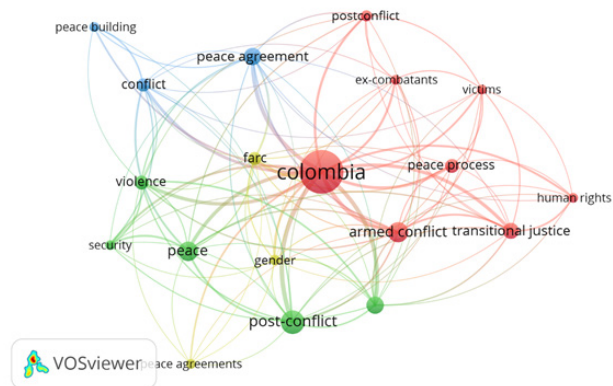 postconflict
peace building
peace agreement
ex-combatants
conflict
victims
farc
colombia
peace process
violence
human rights
armed conflict
transitional justice
security
peace
gender
post-conflict
VOSviewer
peace agreements